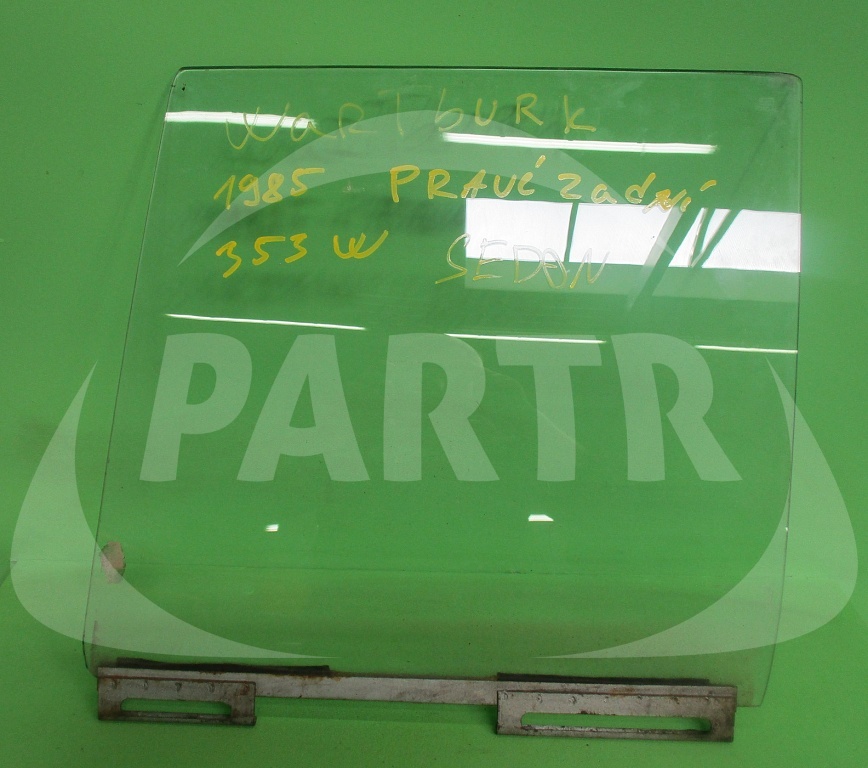 WaRTbURK
1985 PRAVÉ zadní
353 W SEDAN
PARTR